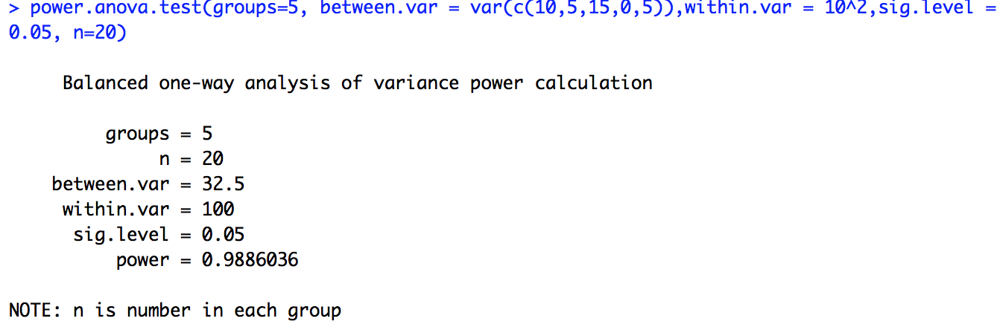 > power.anova.test(groups=5, between.var = var(c(10,5,15,0,5)),within.var = 10^2,sig.level =
0.05, n=20)
Balanced one-way analysis of variance power calculation
groups = 5
n = 20
between.var = 32.5
within.var = 100
sig.level = 0.05
power = 0.9886036
NOTE: n is number in each group